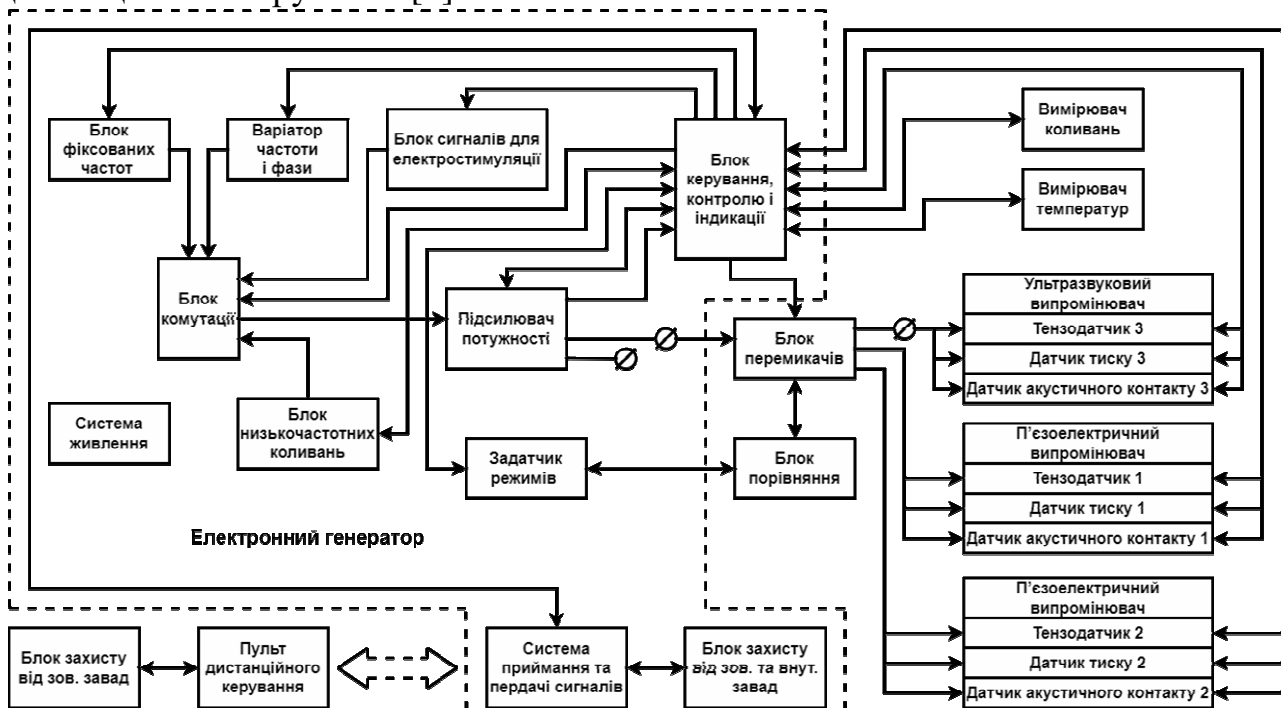 Блок
фіксованих
частот
Варіатор
частоти
і фази
Блок сигналів для
електростимуляції
Блок
керування,
контролю і
індикації
Вимірювач
коливань
Вимірювач
температур
Блок
комутації
Підсилювач
потужності
Блок
перемикачів
Ультразвуковий
випромінювач
Тензодатчик 3
Датчик тиску 3
Датчик акустичного контакту 3
Система
живлення
Блок
низькочастотних
коливань
Задатчик
режимів
Блок
порівняння
П'єзоелектричний
випромінювач
Тензодатчик 1
Датчик тиску 1
Датчик акустичного контакту 1
Електронний генератор
П'єзоелектричний
випромінювач
Тензодатчик 2
Датчик тиску 2
Датчик акустичного контакту 2
Блок захисту
від зов. завад
Пульт
дистанційного
керування
Система
приймання та
пердачі сигналів
Блок захисту
від зов. та внут.
завад